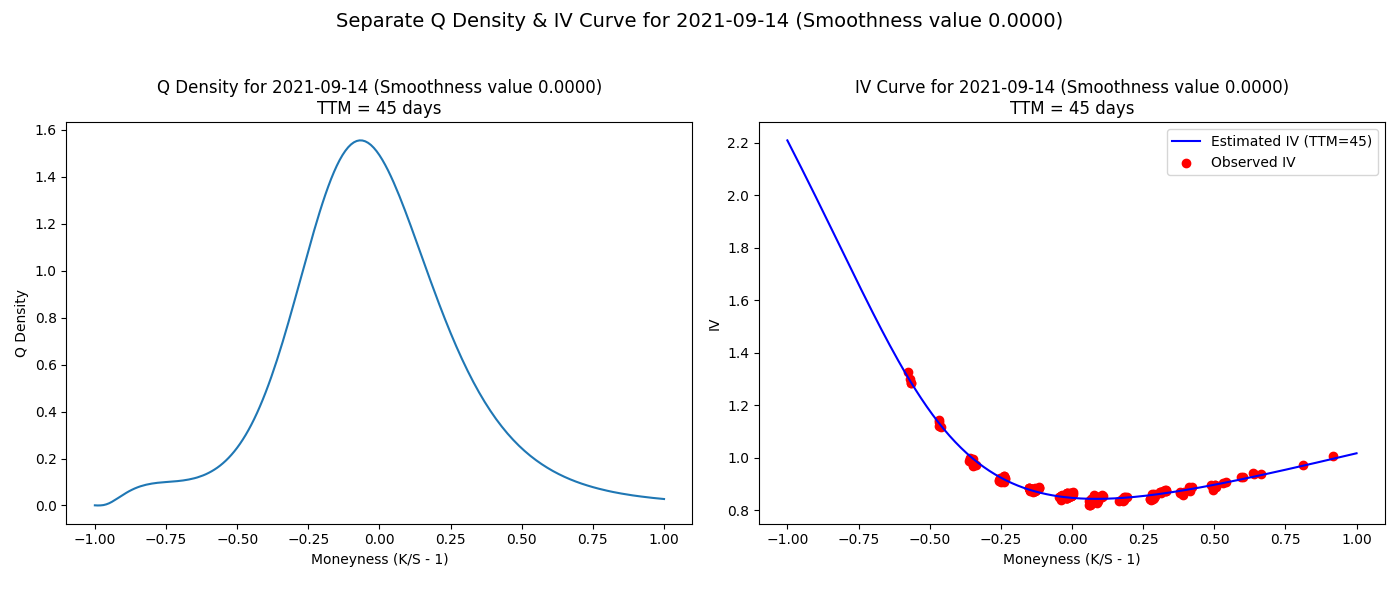 Separate Q Density & IV Curve for 2021-09-14 (Smoothness value 0.0000)
Q Density for 2021-09-14 (Smoothness value 0.0000)
TTM = 45 days
1.6
1.4
1.2
1.0
0.8
0.6
0.4
0.2
0.0
Q Density
−1.00 −0.75 −0.50 −0.25 0.00 0.25 0.50 0.75 1.00
Moneyness (K/S - 1)
IV Curve for 2021-09-14 (Smoothness value 0.0000)
TTM = 45 days
Estimated IV (TTM=45)
Observed IV
2.2
2.0
1.8
1.6
1.4
1.2
1.0
0.8
IV
−1.00 −0.75 −0.50 −0.25 0.00 0.25 0.50 0.75 1.00
Moneyness (K/S - 1)